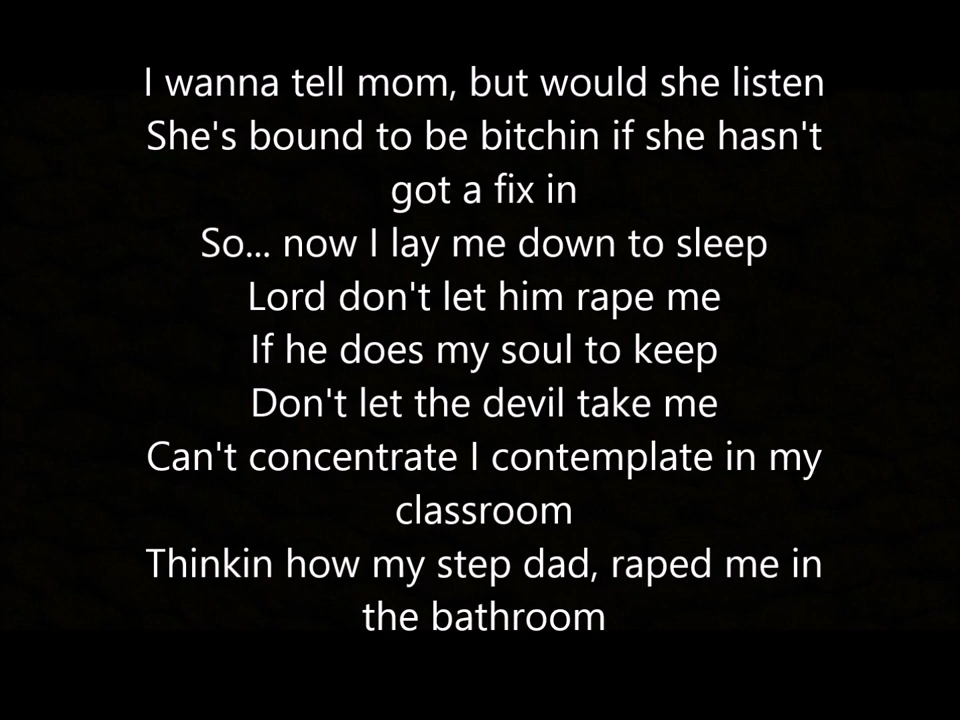 I wanna tell mom, but would she listen
She's bound to be bitchin if she hasn't
got a fix in
So... now I lay me down to sleep
Lord don't let him rape me
If he does my soul to keep
Don't let the devil take me
Can't concentrate I contemplate in my
classroom
Thinkin how my step dad, raped me in
the bathroom